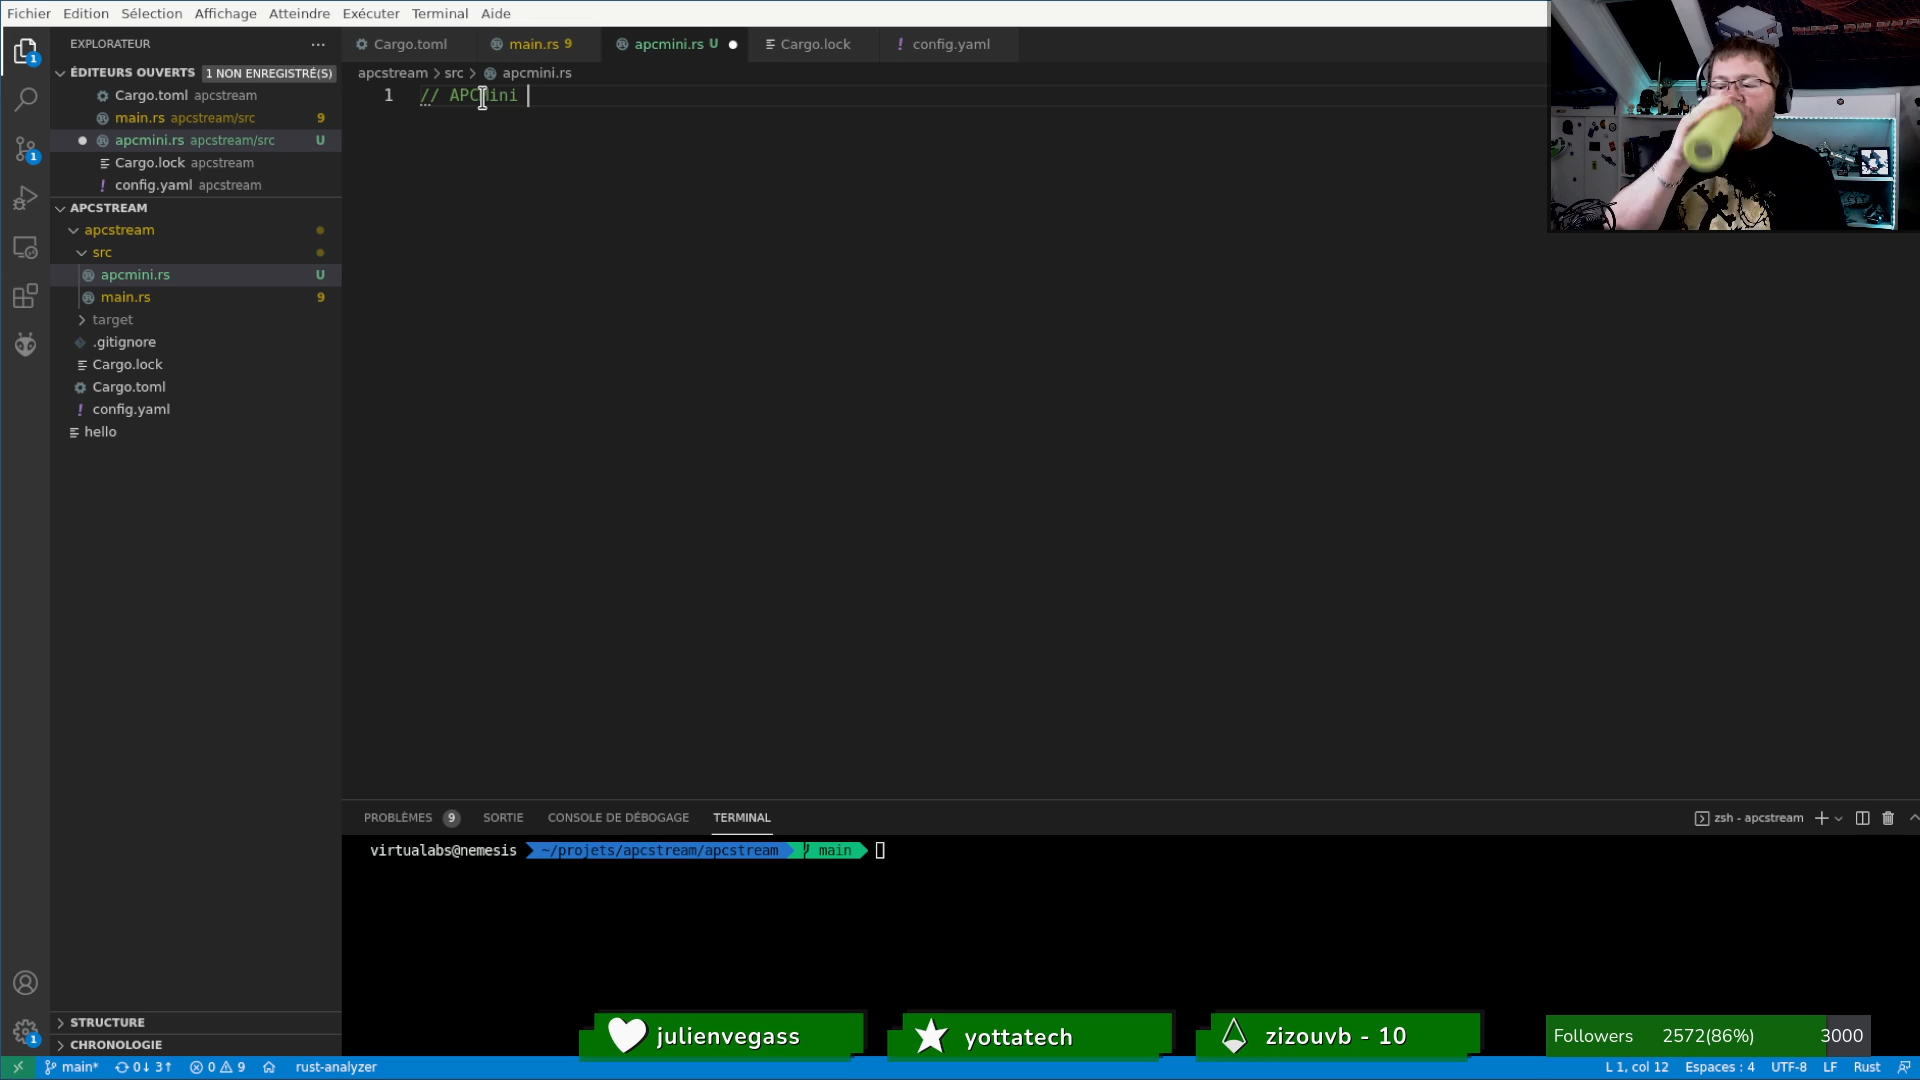 Fichier Edition Sélection Affichage Atteindre Exécuter Terminal Aide
EXPLORATEUR
ÉDITEURS OUVERTS 1 NON ENREGISTRÉ(S)
Cargo.toml apcstream
main.rs apcstream/src 9
apcmini.rs apcstream/src U
Cargo.lock apcstream
config.yaml apcstream
APCSTREAM
apcstream
src
apcmini.rs U
main.rs 9
target
.gitignore
Cargo.lock
Cargo.toml
config.yaml
hello
STRUCTURE
CHRONOLOGIE
Cargo.toml main.rs 9 apcmini.rs U Cargo.lock config.yaml
apcstream > src > apcmini.rs
1 // APCMini
PROBLÈMES 9 SORTIE CONSOLE DE DÉBOGAGE TERMINAL
zsh - apcstream
virtualabs@nemesis ~/projets/apcstream/apcstream main
julienvegass
yottatech
zizouvb - 10
Followers 2572(86%) 3000
main* 0↓ 3↑ 0 9 rust-analyzer
L 1, col 12 Espaces : 4 UTF-8 LF Rust